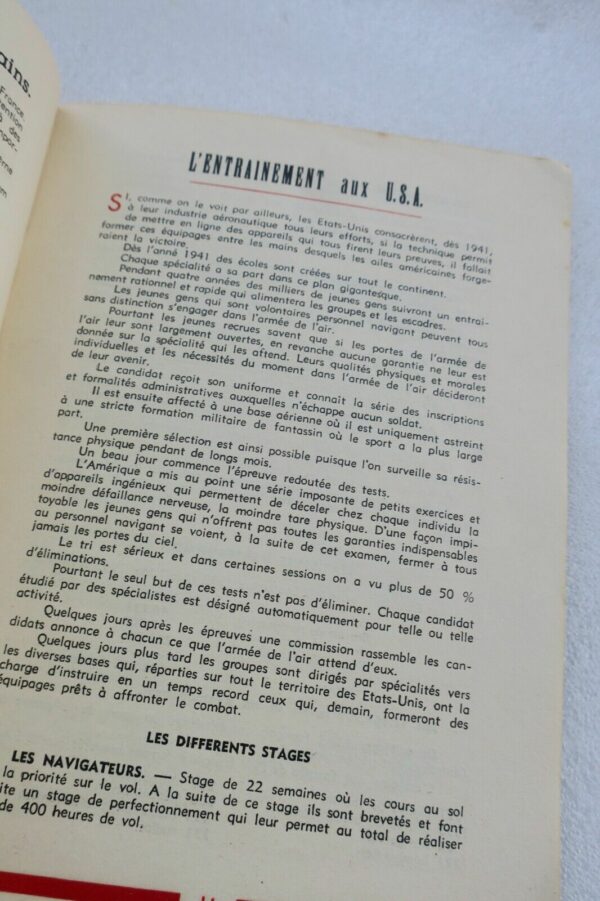 ains.
France
tention
des
mpor-
erne
om
L'ENTRAINEMENT aux U.S.A.
SI, comme on le voit par ailleurs, les Etats-Unis consacrèrent, dès 1941,
à leur industrie aéronautique tous leurs efforts, si la technique permit
de mettre en ligne des appareils qui tous firent leurs preuves, il fallait
former ces équipages entre les mains desquels les ailes américaines forge-
raient la victoire.
Dès l'année 1941 des écoles sont créées sur tout le continent.
Chaque spécialité a sa part dans ce plan gigantesque.
Pendant quatre années des milliers de jeunes gens suivront un entraî-
nement rationnel et rapide qui alimentera les groupes et les escadres.
Les jeunes gens qui sont volontaires personnel navigant peuvent tous
sans distinction s'engager dans l'armée de l'air.
Pourtant les jeunes recrues savent que si les portes de l'armée de
l'air leur sont largement ouvertes, en revanche aucune garantie ne leur est
donnée sur la spécialité qui les attend. Leurs qualités physiques et morales
individuelles et les nécessités du moment dans l'armée de l'air décideront
de leur avenir.
Le candidat reçoit son uniforme et connaît la série des inscriptions
et formalités administratives auxquelles n'échappe aucun soldat.
Il est ensuite affecté à une base aérienne où il est uniquement astreint
à une stricte formation militaire de fantassin où le sport a la plus large
part.
Une première sélection est ainsi possible puisque l'on surveille sa résis-
tance physique pendant de longs mois.
Un beau jour commence l'épreuve redoutée des tests.
L'Amérique a mis au point une série imposante de petits exercices et
d'appareils ingénieux qui permettent de déceler chez chaque individu la
moindre défaillance nerveuse, la moindre tare physique. D'une façon impi-
toyable les jeunes gens qui n'offrent pas toutes les garanties indispensables
au personnel navigant se voient, à la suite de cet examen, fermer à tous
jamais les portes du ciel.
Le tri est sérieux et dans certaines sessions on a vu plus de 50 %
d'éliminations.
Pourtant le seul but de ces tests n'est pas d'éliminer. Chaque candidat
étudié par des spécialistes est désigné automatiquement pour telle ou telle
activité.
Quelques jours après les épreuves une commission rassemble les can-
didats annonce à chacun ce que l'armée de l'air attend d'eux.
Quelques jours plus tard les groupes sont dirigés par spécialités vers
les diverses bases qui, réparties sur tout le territoire des Etats-Unis, ont la
charge d'instruire en un temps record ceux qui, demain, formeront des
équipages prêts à affronter le combat.
LES DIFFERENTS STAGES
LES NAVIGATEURS. — Stage de 22 semaines où les cours au sol
la priorité sur le vol. A la suite de ce stage ils sont brevetés et font
ite un stage de perfectionnement qui leur permet au total de réaliser
de 400 heures de vol.